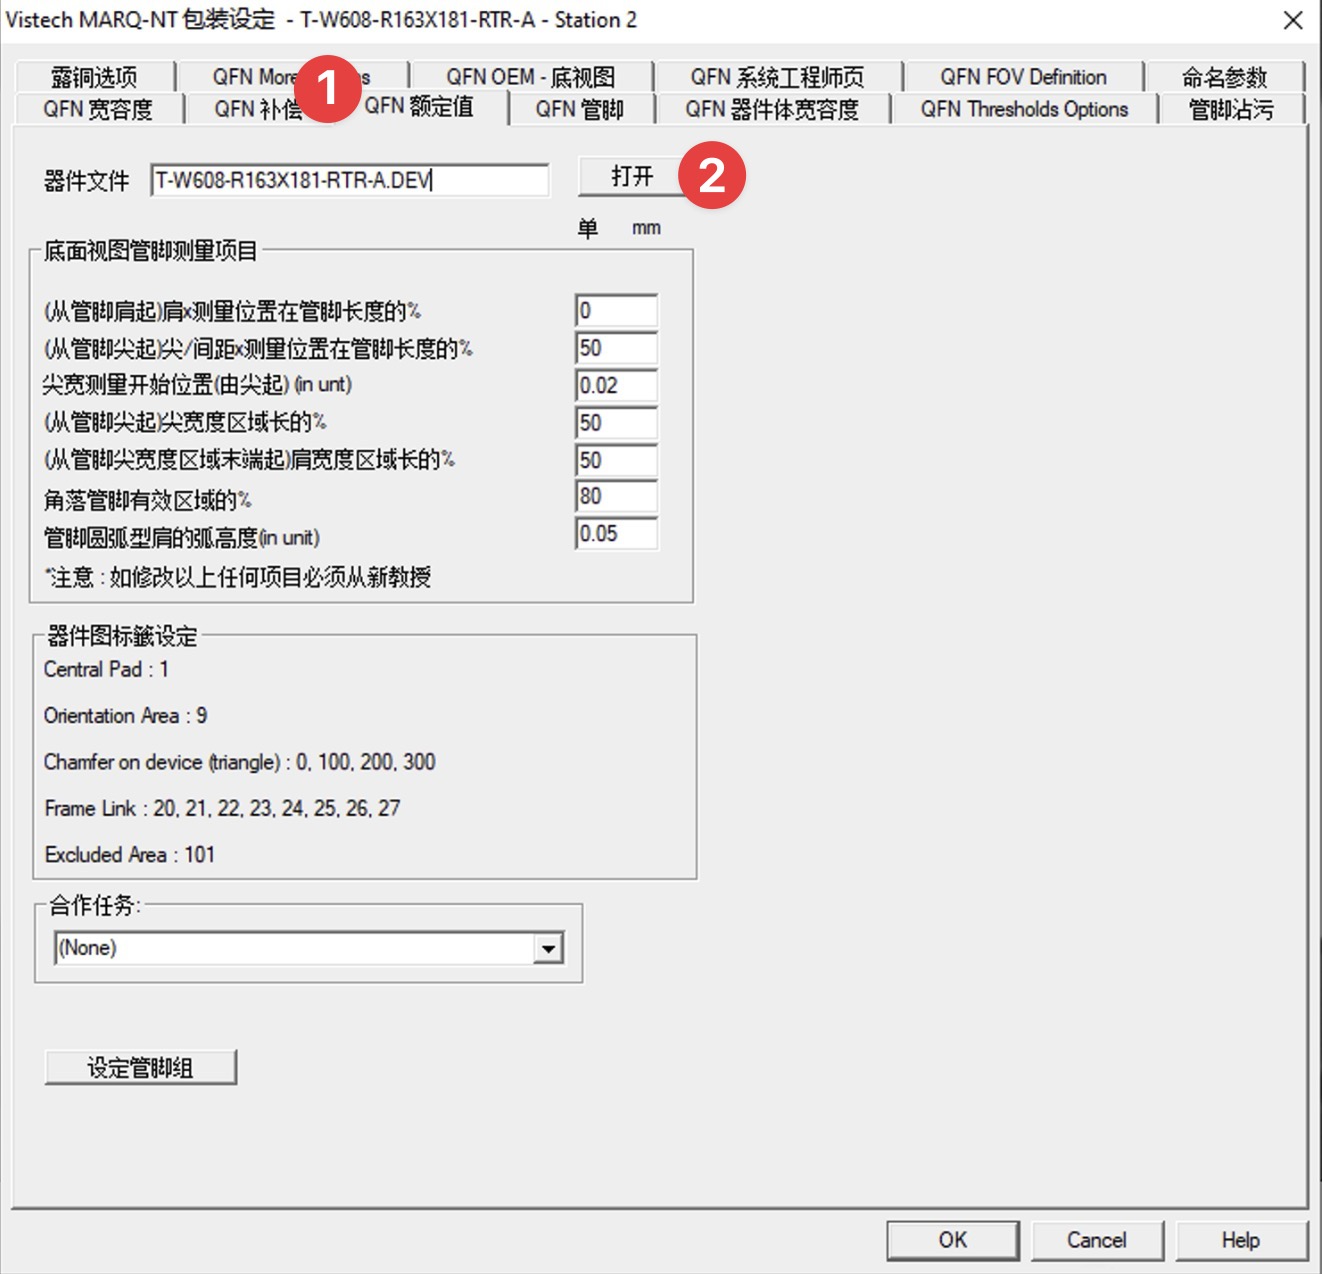 Vistech MARQ-NT 包装设定 - T-W608-R163X181-RTR-A - Station 2
露铜选项 QFN More s QFN OEM - 底视图 QFN 系统工程师页 QFN FOV Definition 命名参数
QFN 宽容度 QFN 补偿 1 QFN 额定值 QFN 管脚 QFN 器件体宽容度 QFN Thresholds Options 管脚沾污
器件文件 T-W608-R163X181-RTR-A.DEV 打开 2
单 mm
底面视图管脚测量项目
(从管脚肩起)肩x测量位置在管脚长度的% 0
(从管脚尖起)尖/间距x测量位置在管脚长度的% 50
尖宽测量开始位置(由尖起) (in unt) 0.02
(从管脚尖起)尖宽度区域长的% 50
(从管脚尖宽度区域末端起)肩宽度区域长的% 50
角落管脚有效区域的% 80
管脚圆弧型肩的弧高度(in unit) 0.05
*注意 : 如修改以上任何项目必须从新教授
器件图标签设定
Central Pad : 1
Orientation Area : 9
Chamfer on device (triangle) : 0, 100, 200, 300
Frame Link : 20, 21, 22, 23, 24, 25, 26, 27
Excluded Area : 101
合作任务:
(None)
设定管脚组
OK Cancel Help